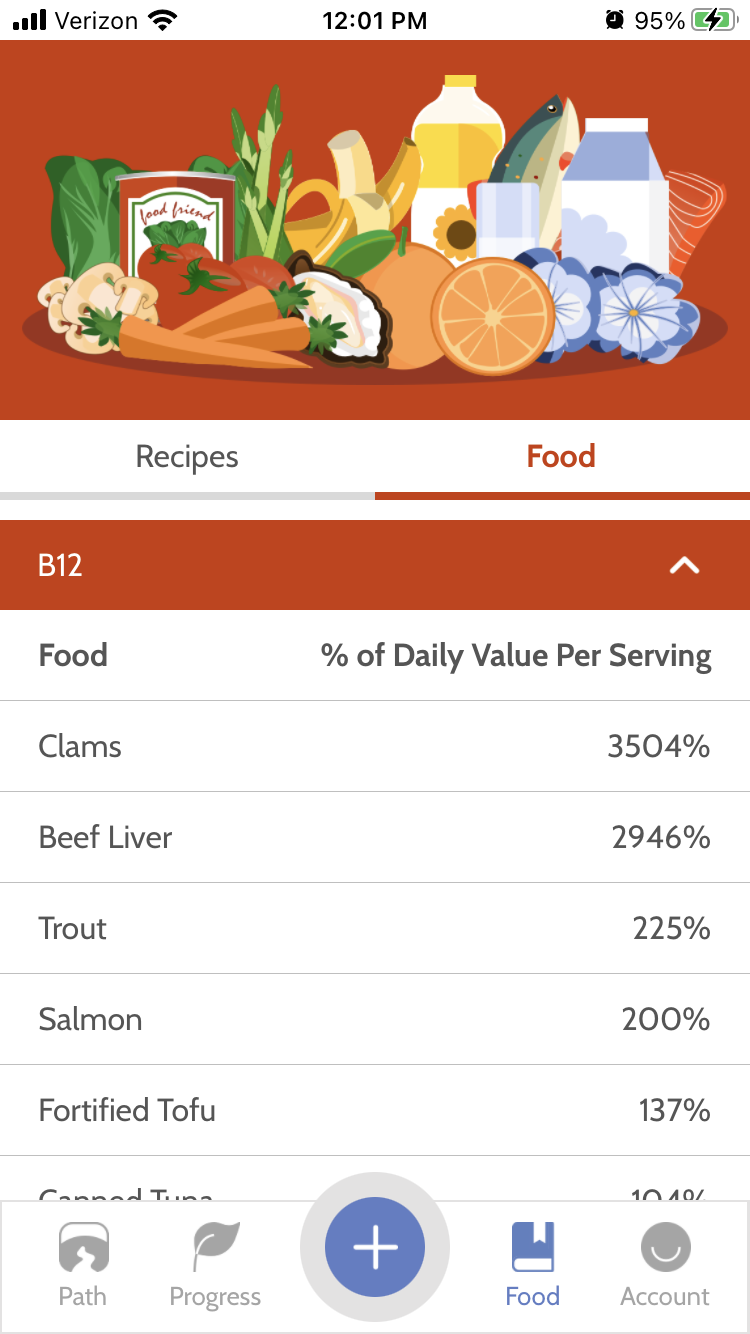 Verizon 12:01 PM 95%
food friend
Recipes Food
B12
Food % of Daily Value Per Serving
Clams 3504%
Beef Liver 2946%
Trout 225%
Salmon 200%
Fortified Tofu 137%
Canned Tuna 104%
Path Progress Food Account